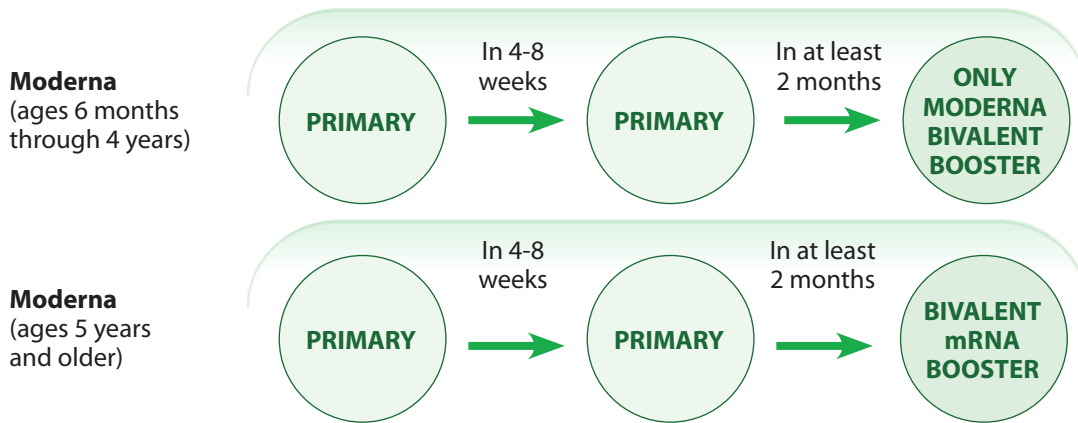 Moderna
(ages 6 months
through 4 years)
PRIMARY
In 4-8
weeks
PRIMARY
In at least
2 months
ONLY
MODERNA
BIVALENT
BOOSTER
Moderna
(ages 5 years
and older)
PRIMARY
In 4-8
weeks
PRIMARY
In at least
2 months
BIVALENT
mRNA
BOOSTER